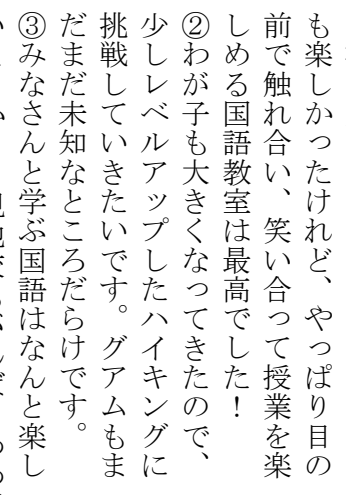 も楽しかったけれど、やっぱり目の
前で触れ合い、笑い合って授業を楽
しめる国語教室は最高でした！
②わが子も大きくなってきたので、
少しレベルアップしたハイキングに
挑戦していきたいです。グアムもま
だまだ未知なところだらけです。
③みなさんと学ぶ国語はなんと楽し